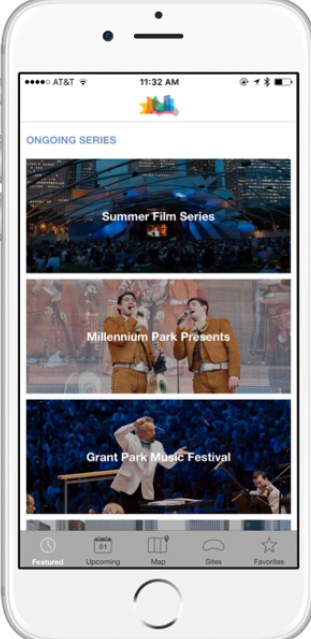 AT&T 11:32 AM
ONGOING SERIES
Summer Film Series
Millennium Park Presents
Grant Park Music Festival
Featured Upcoming Map Sites Favorites